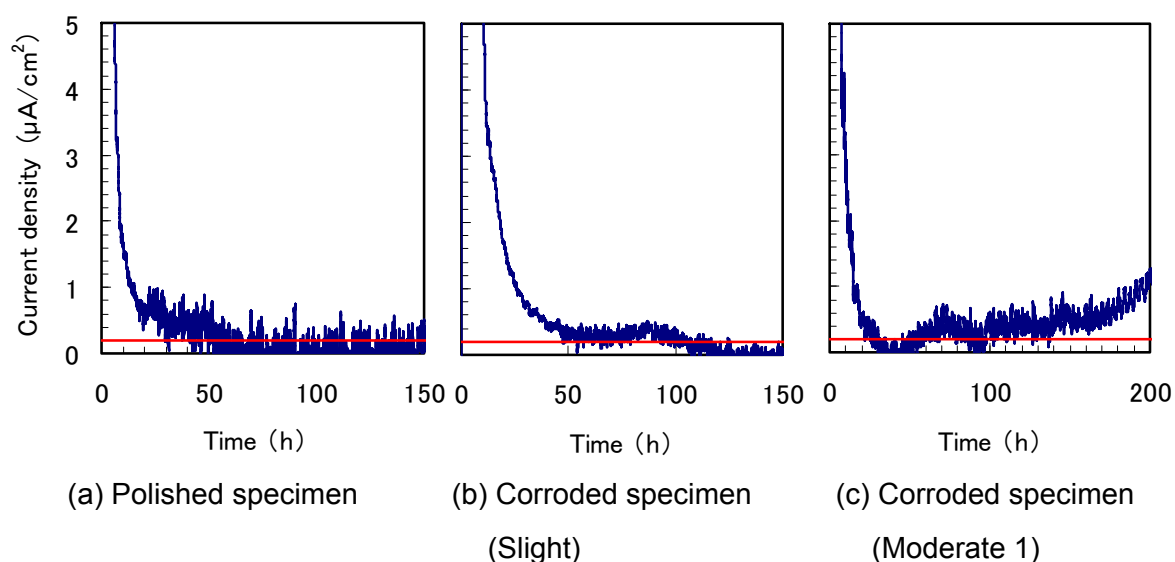 Current density (μA/cm²)
5
4
3
2
1
0
0 50 100 150
0 50 100 150
0 100 200
Time (h)
Time (h)
Time (h)
(a) Polished specimen
(b) Corroded specimen
(Slight)
(c) Corroded specimen
(Moderate 1)